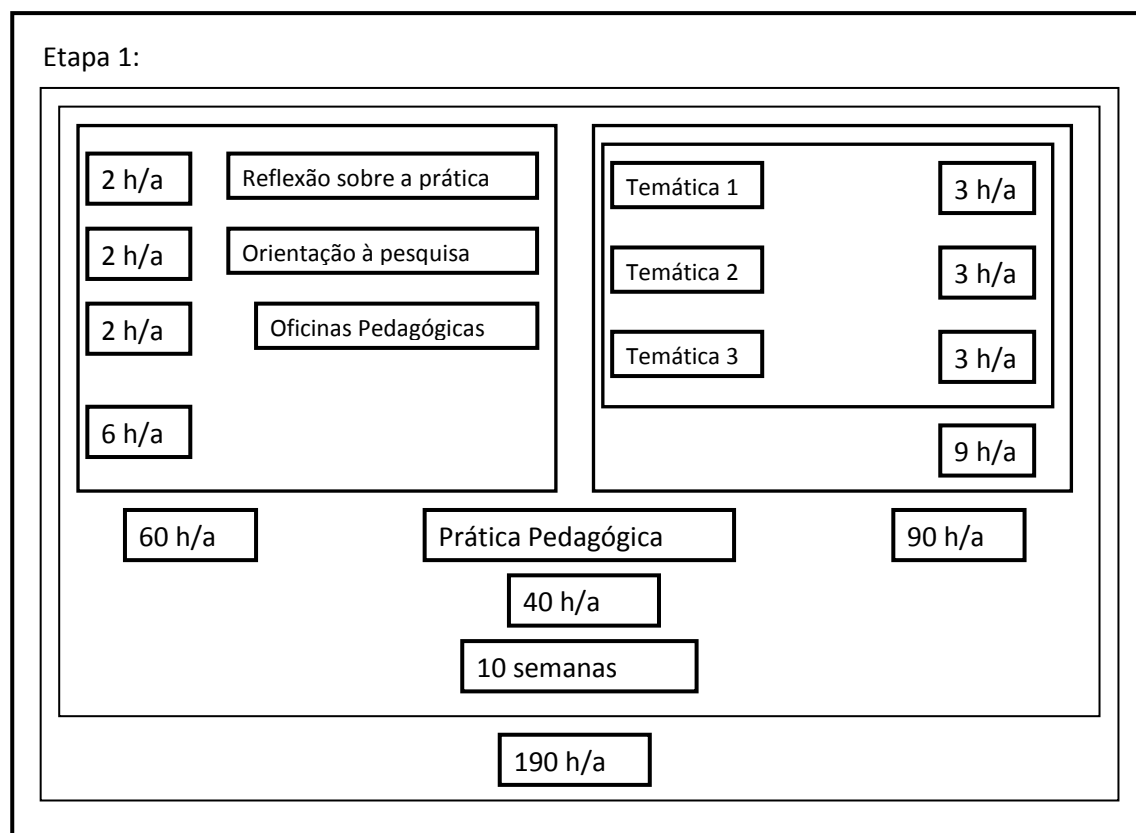 Etapa 1:
2 h/a Reflexão sobre a prática
2 h/a Orientação à pesquisa
2 h/a Oficinas Pedagógicas
6 h/a
Temática 1 3 h/a
Temática 2 3 h/a
Temática 3 3 h/a
9 h/a
60 h/a Prática Pedagógica 90 h/a
40 h/a
10 semanas
190 h/a